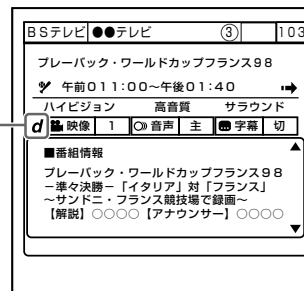 BSテレビ ●●テレビ ③ 103
プレーバック・ワールドカップフランス98
午前011:00～午後01:40
ハイビジョン 高音質 サラウンド
d 映像 1 音声 主 字幕 切
■番組情報
プレーバック・ワールドカップフランス98
－準々決勝－「イタリア」対「フランス」
～サンドニ・フランス競技場で録画～
【解説】○○○○【アナウンサー】○○○○